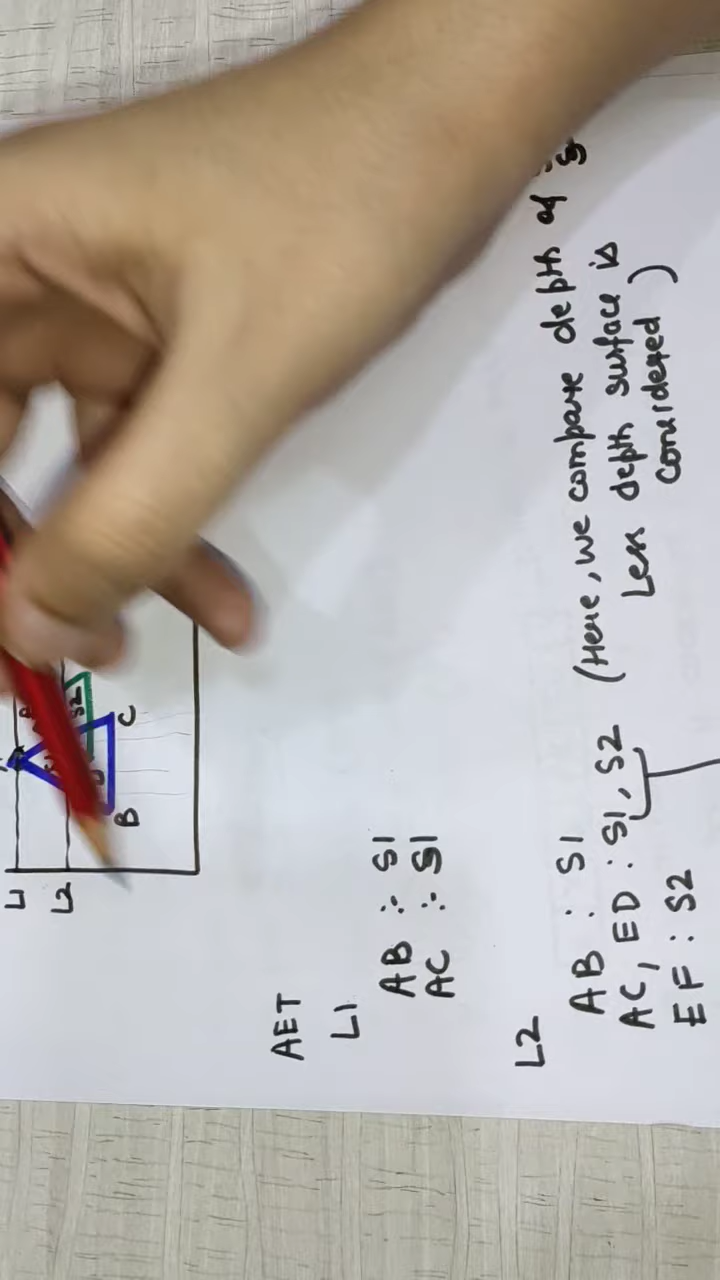 L1
L2
S2
B
C
AET
L1
AB : S1
AC : S1
L2
AB : S1
AC, ED : S1, S2 (Here, we compare depth of
Less depth surface is
considered)
EF : S2